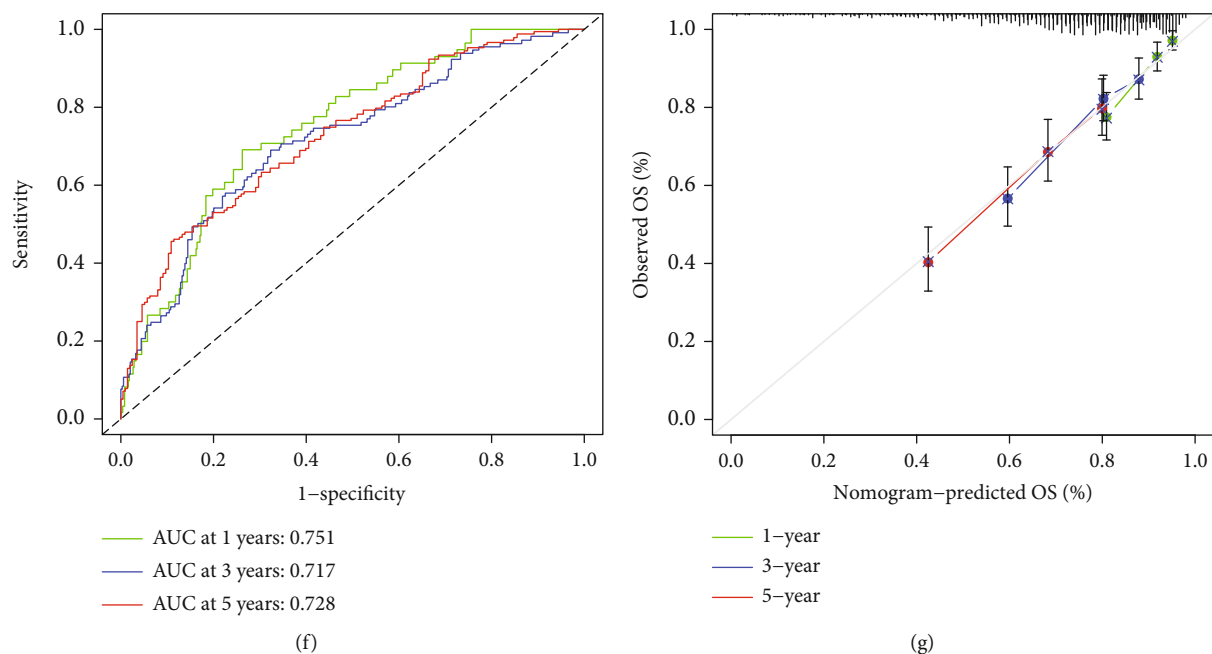 1.0
0.8
0.6
0.4
0.2
0.0
Sensitivity
0.0 0.2 0.4 0.6 0.8 1.0
1−specificity
AUC at 1 years: 0.751
AUC at 3 years: 0.717
AUC at 5 years: 0.728
(f)
1.0
0.8
0.6
0.4
0.2
0.0
Observed OS (%)
0.0 0.2 0.4 0.6 0.8 1.0
Nomogram−predicted OS (%)
1−year
3−year
5−year
(g)